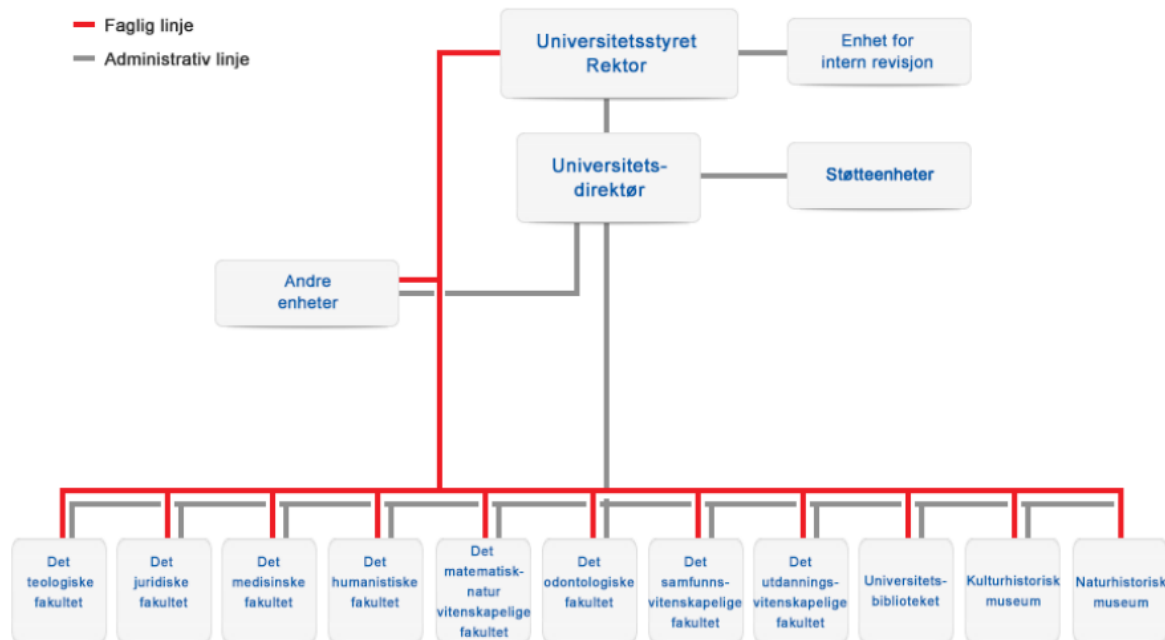 Faglig linje
Administrativ linje
Universitetsstyret
Rektor
Enhet for
intern revisjon
Universitets-
direktør
Støtteenheter
Andre
enheter
Det
teologiske
fakultet
Det
juridiske
fakultet
Det
medisinske
fakultet
Det
humanistiske
fakultet
Det
matematisk-
natur
vitenskapelige
fakultet
Det
odontologiske
fakultet
Det
samfunns-
vitenskapelige
fakultet
Det
utdannings-
vitenskapelige
fakultet
Universitets-
biblioteket
Kulturhistorisk
museum
Naturhistorisk
museum